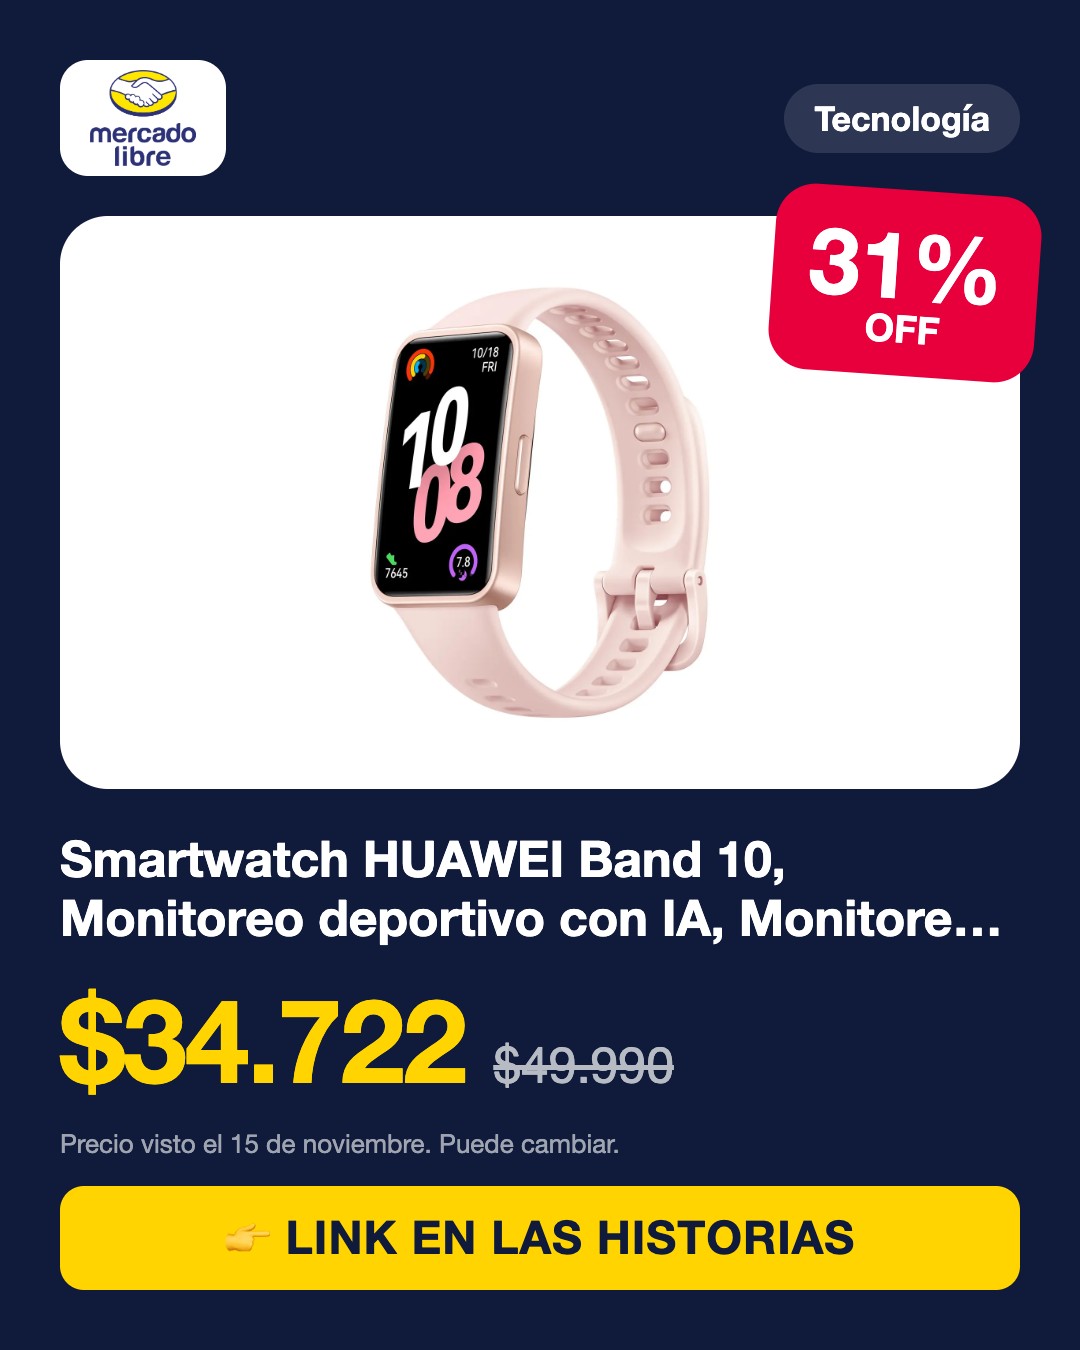 mercado
libre
Tecnología
31%
OFF
10/18
FRI
10
08
7645
7.8
Smartwatch HUAWEI Band 10,
Monitoreo deportivo con IA, Monitore...
$34.722 $49.990
Precio visto el 15 de noviembre. Puede cambiar.
👉 LINK EN LAS HISTORIAS